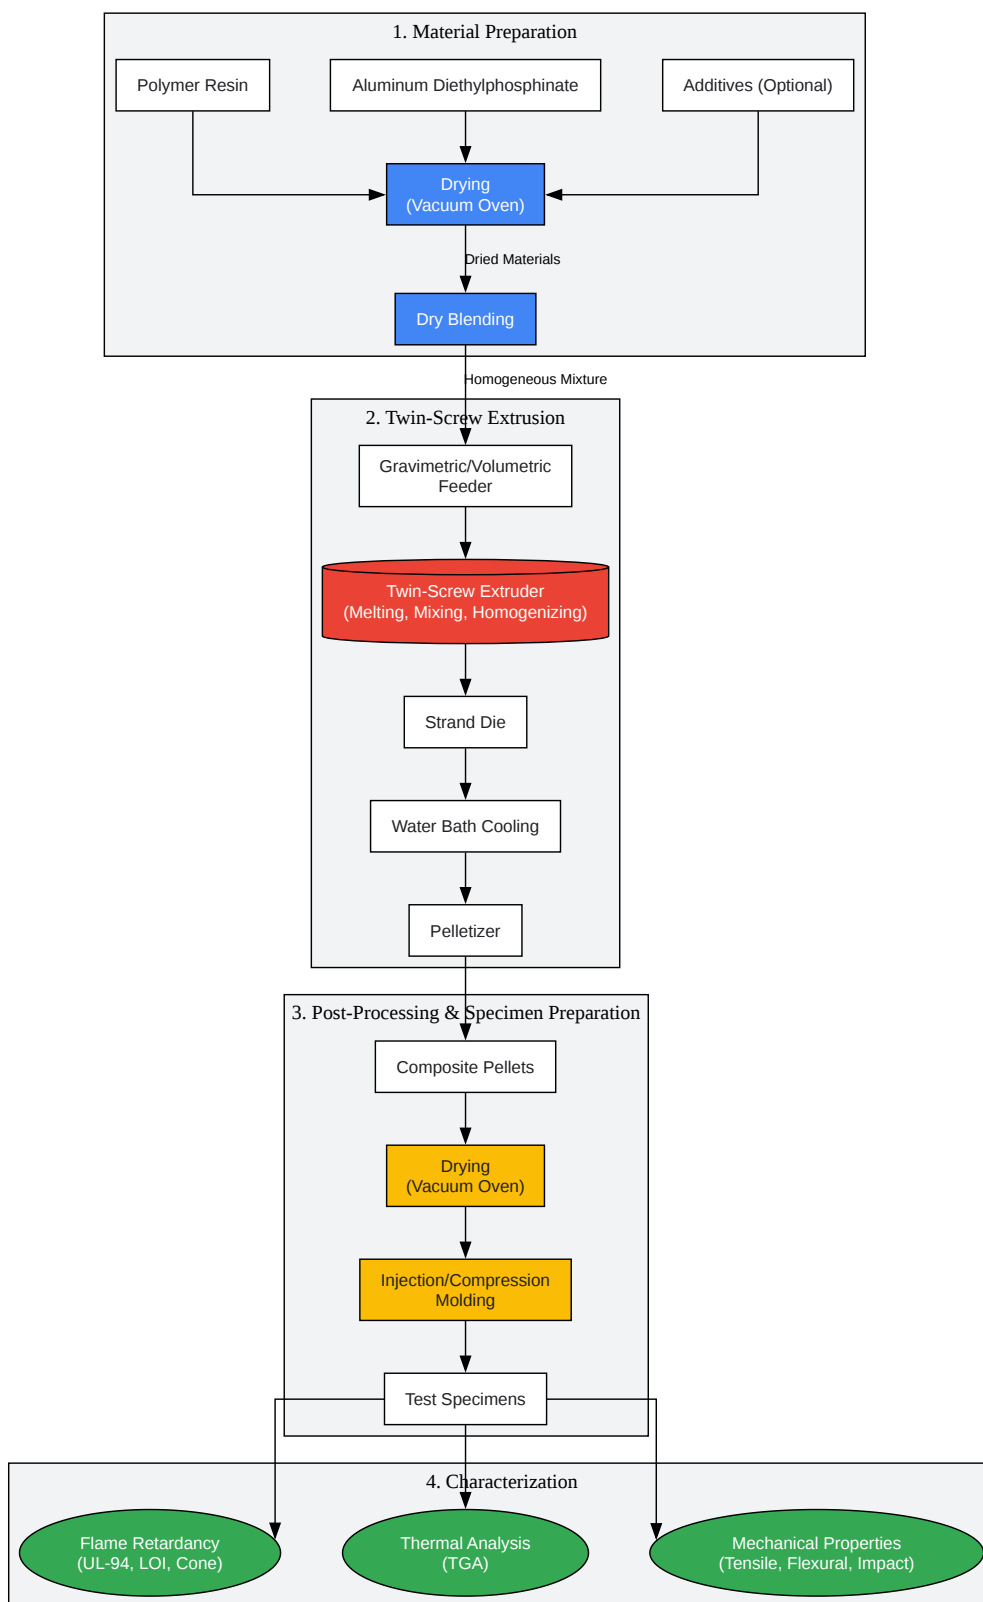 1. Material Preparation
Polymer Resin
Aluminum Diethylphosphinate
Additives (Optional)
Drying
(Vacuum Oven)
Dried Materials
Dry Blending
Homogeneous Mixture
2. Twin-Screw Extrusion
Gravimetric/Volumetric
Feeder
Twin-Screw Extruder
(Melting, Mixing, Homogenizing)
Strand Die
Water Bath Cooling
Pelletizer
3. Post-Processing & Specimen Preparation
Composite Pellets
Drying
(Vacuum Oven)
Injection/Compression
Molding
Test Specimens
4. Characterization
Flame Retardancy
(UL-94, LOI, Cone)
Thermal Analysis
(TGA)
Mechanical Properties
(Tensile, Flexural, Impact)